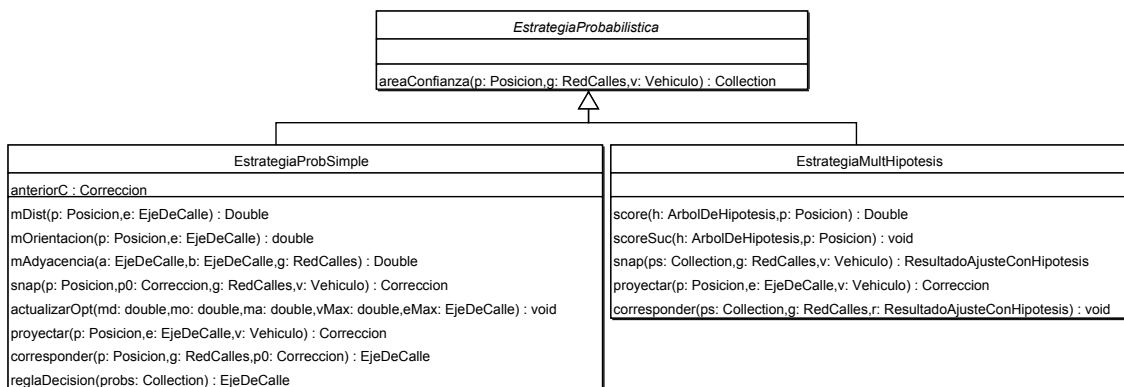 EstrategiaProbabilistica
areaConfianza(p: Posicion,g: RedCalles,v: Vehiculo) : Collection
EstrategiaProbSimple
anteriorC : Correccion
mDist(p: Posicion,e: EjeDeCalle) : Double
mOrientacion(p: Posicion,e: EjeDeCalle) : double
mAdyacencia(a: EjeDeCalle,b: EjeDeCalle,g: RedCalles) : Double
snap(p: Posicion,p0: Correccion,g: RedCalles,v: Vehiculo) : Correccion
actualizarOpt(md: double,mo: double,ma: double,vMax: double,eMax: EjeDeCalle) : void
proyectar(p: Posicion,e: EjeDeCalle,v: Vehiculo) : Correccion
corresponder(p: Posicion,g: RedCalles,p0: Correccion) : EjeDeCalle
reglaDecision(probs: Collection) : EjeDeCalle
EstrategiaMultHipotesis
score(h: ArbolDeHipotesis,p: Posicion) : Double
scoreSuc(h: ArbolDeHipotesis,p: Posicion) : void
snap(ps: Collection,g: RedCalles,v: Vehiculo) : ResultadoAjusteConHipotesis
proyectar(p: Posicion,e: EjeDeCalle,v: Vehiculo) : Correccion
corresponder(ps: Collection,g: RedCalles,r: ResultadoAjusteConHipotesis) : void